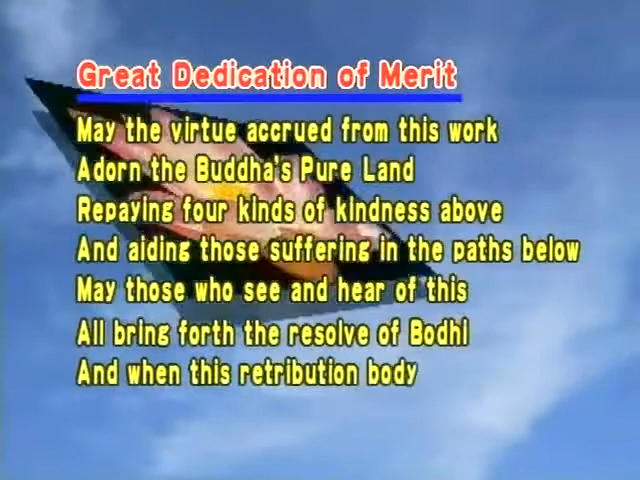 Great Dedication of Merit
May the virtue accrued from this work
Adorn the Buddha's Pure Land
Repaying four kinds of kindness above
And aiding those suffering in the paths below
May those who see and hear of this
All bring forth the resolve of Bodhi
And when this retribution body